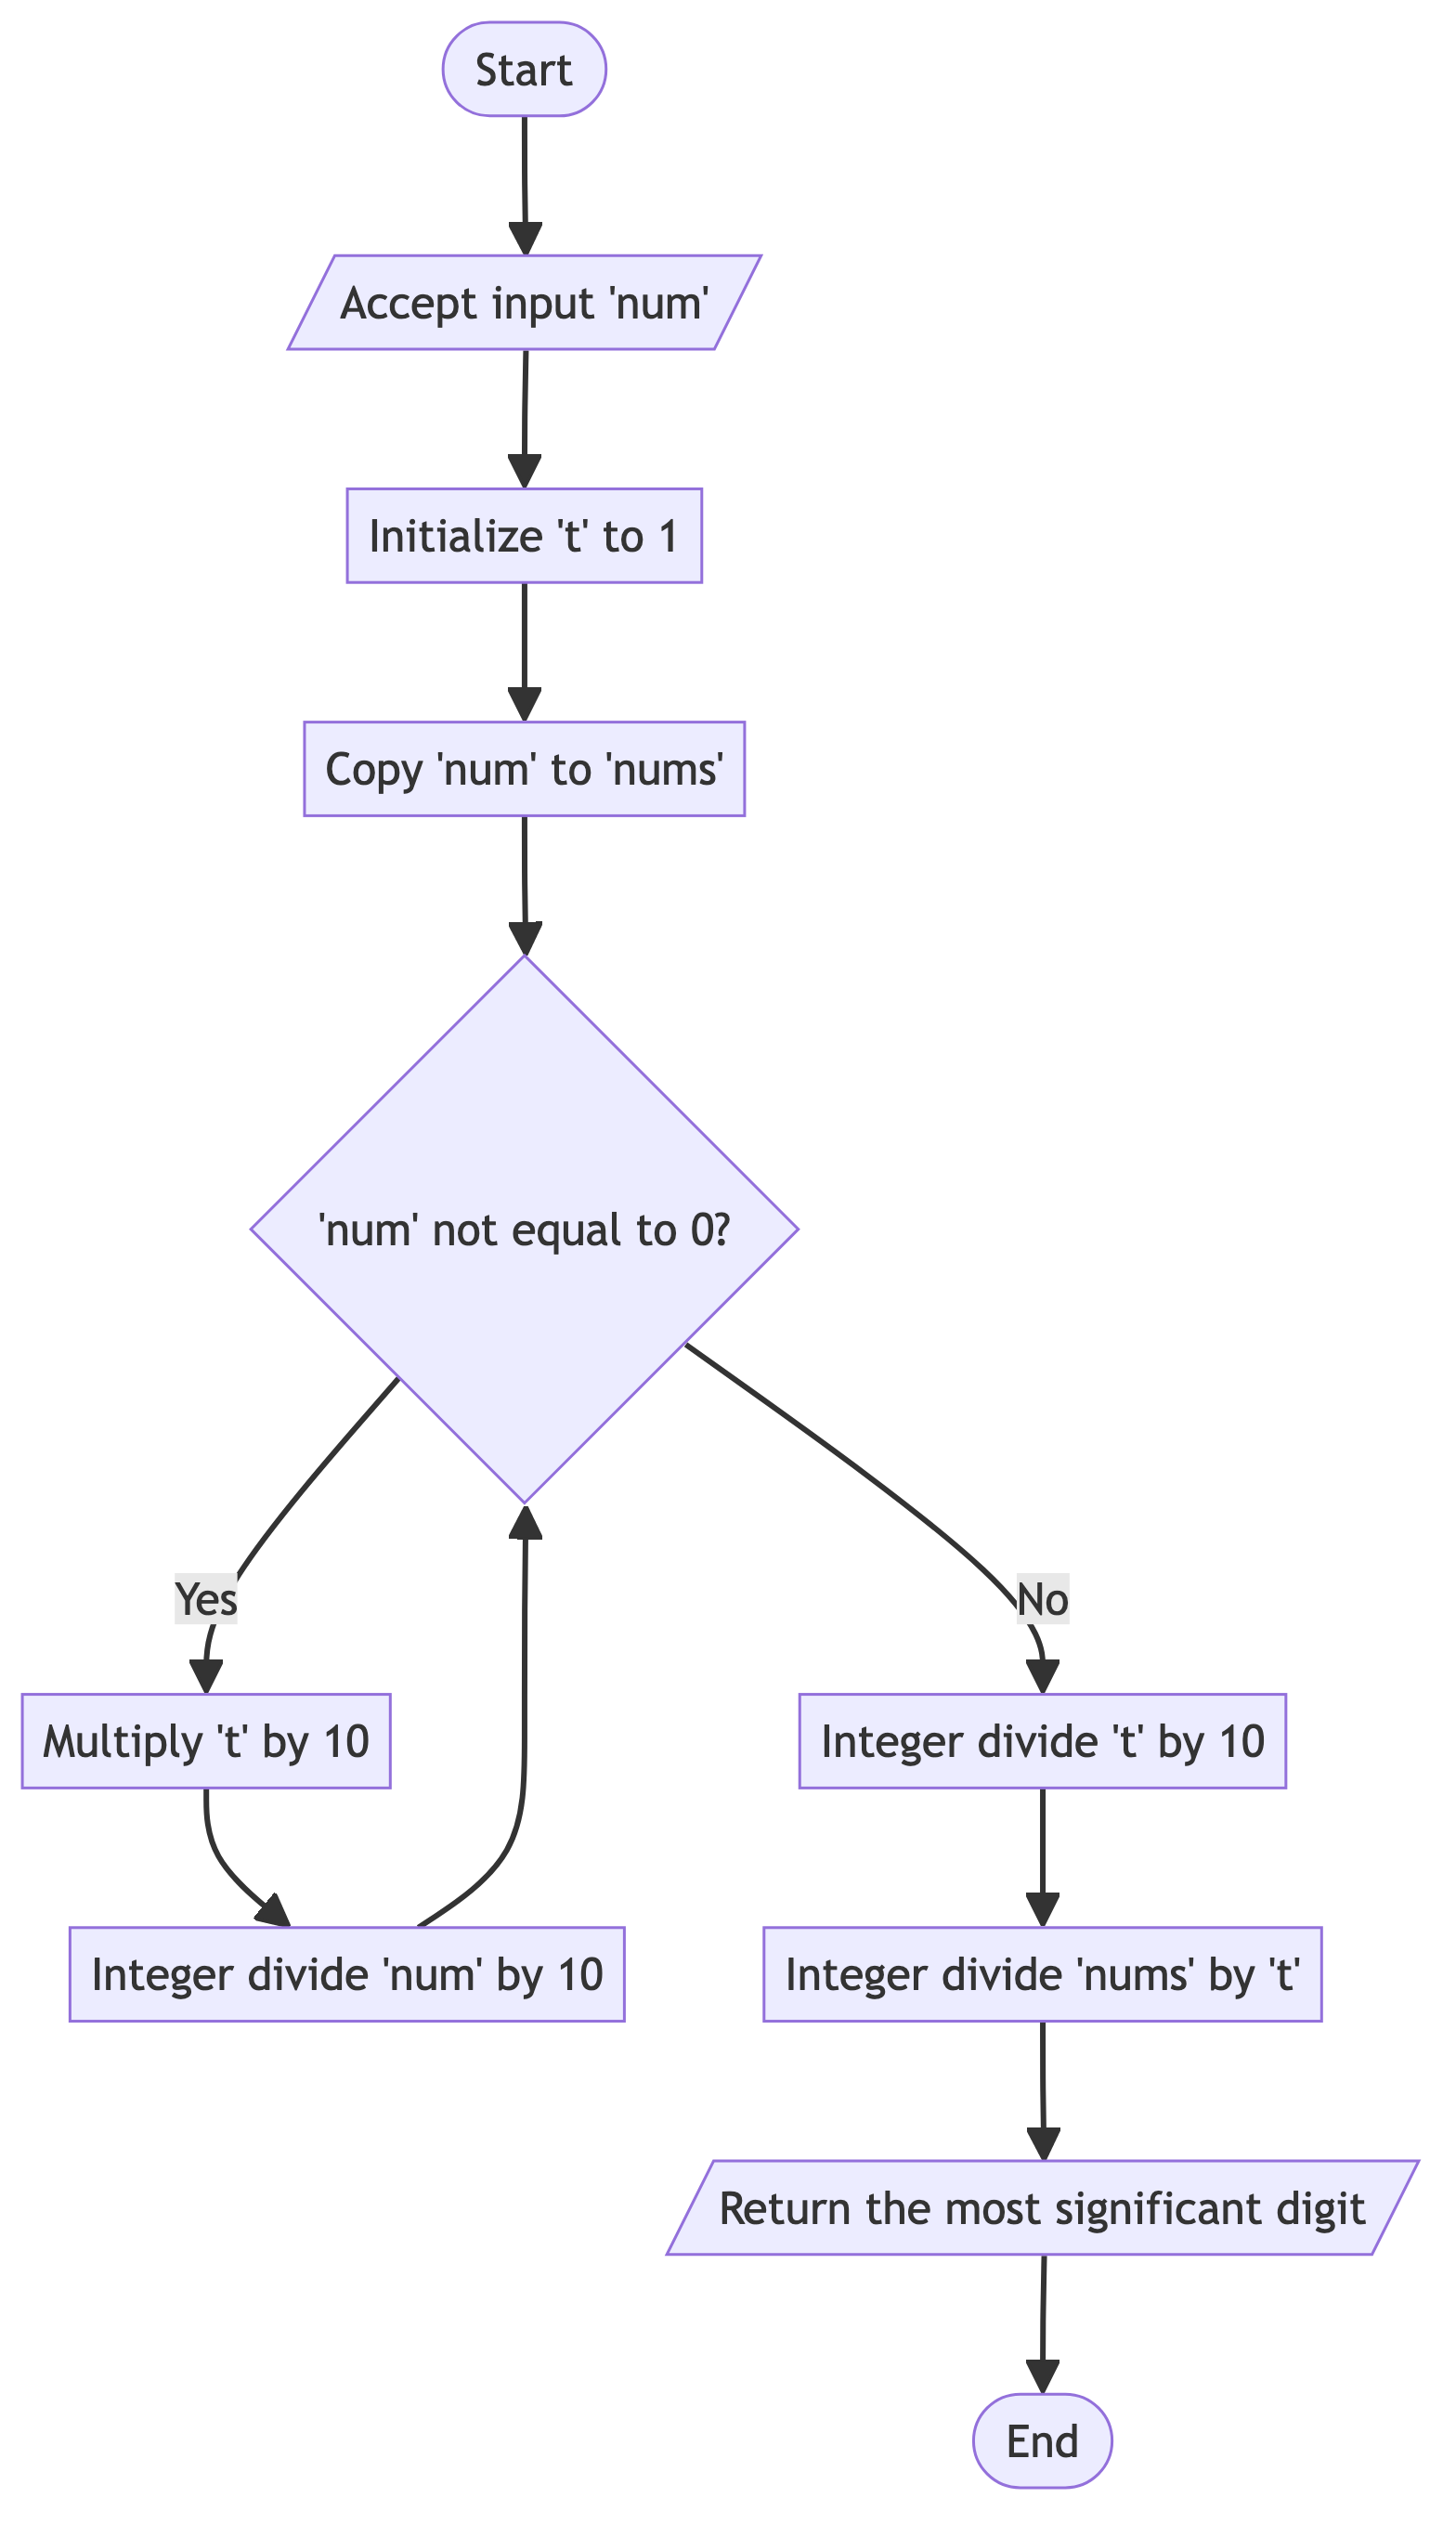 Start
Accept input 'num'
Initialize 't' to 1
Copy 'num' to 'nums'
'num' not equal to 0?
Yes
No
Multiply 't' by 10
Integer divide 't' by 10
Integer divide 'num' by 10
Integer divide 'nums' by 't'
Return the most significant digit
End